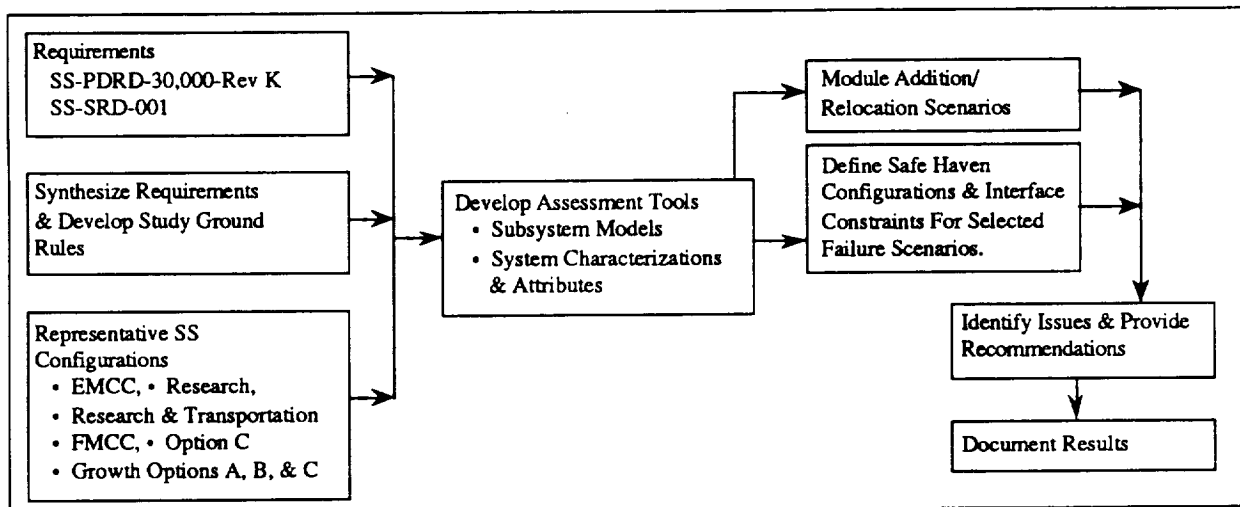 Requirements
SS-PDRD-30,000-Rev K
SS-SRD-001
Synthesize Requirements
& Develop Study Ground
Rules
Representative SS
Configurations
• EMCC, • Research,
• Research & Transportation
• FMCC, • Option C
• Growth Options A, B, & C
Develop Assessment Tools
• Subsystem Models
• System Characterizations
& Attributes
Module Addition/
Relocation Scenarios
Define Safe Haven
Configurations & Interface
Constraints For Selected
Failure Scenarios.
Identify Issues & Provide
Recommendations
Document Results